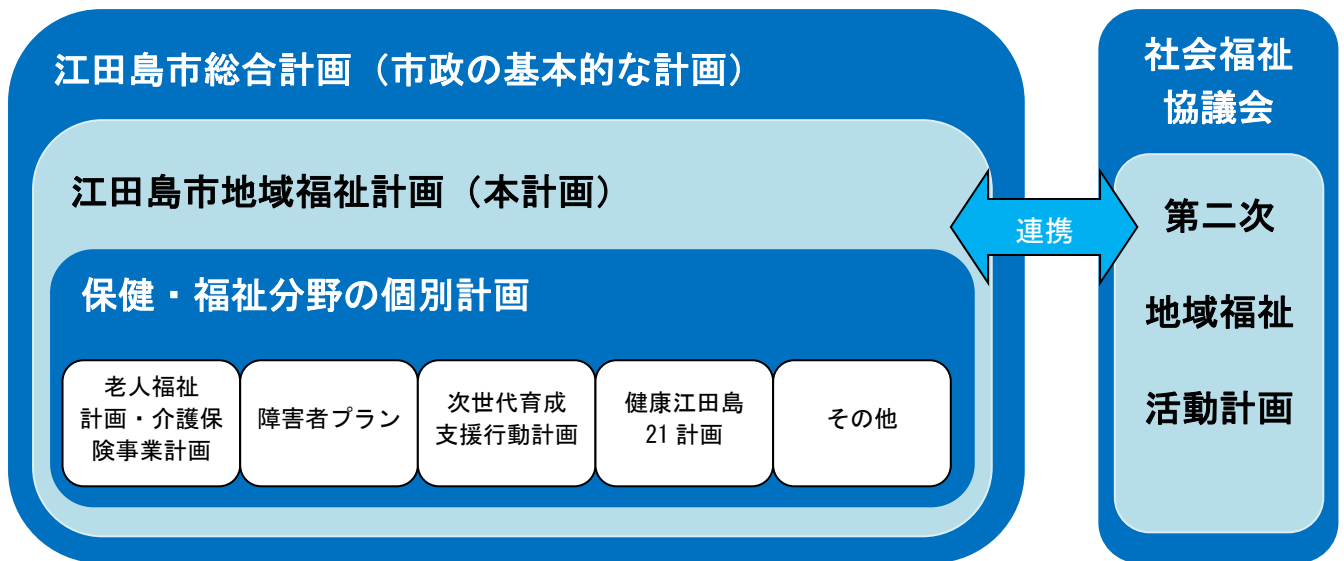 江田島市総合計画（市政の基本的な計画）
江田島市地域福祉計画（本計画）
保健・福祉分野の個別計画
老人福祉
計画・介護保
険事業計画
障害者プラン
次世代育成
支援行動計画
健康江田島
21 計画
その他
連携
社会福祉
協議会
第二次
地域福祉
活動計画